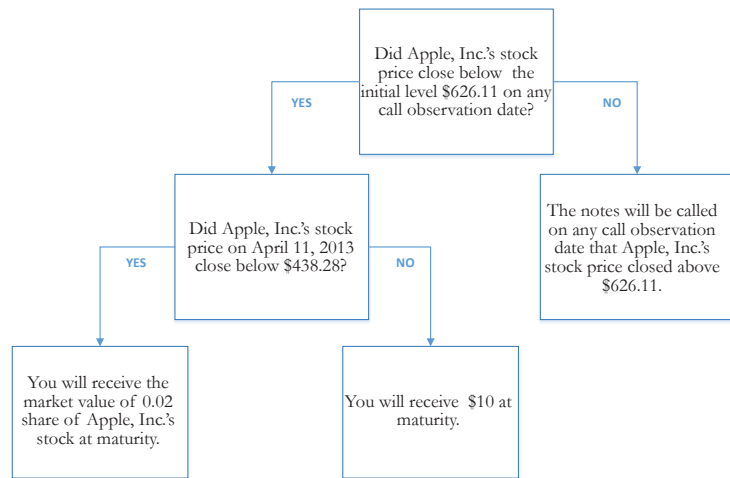 Did Apple, Inc.'s stock
price close below the
initial level $626.11 on any
call observation date?
YES
NO
Did Apple, Inc.'s stock
price on April 11, 2013
close below $438.28?
The notes will be called
on any call observation
date that Apple, Inc.'s
stock price closed above
$626.11.
YES
NO
You will receive the
market value of 0.02
share of Apple, Inc.'s
stock at maturity.
You will receive $10 at
maturity.